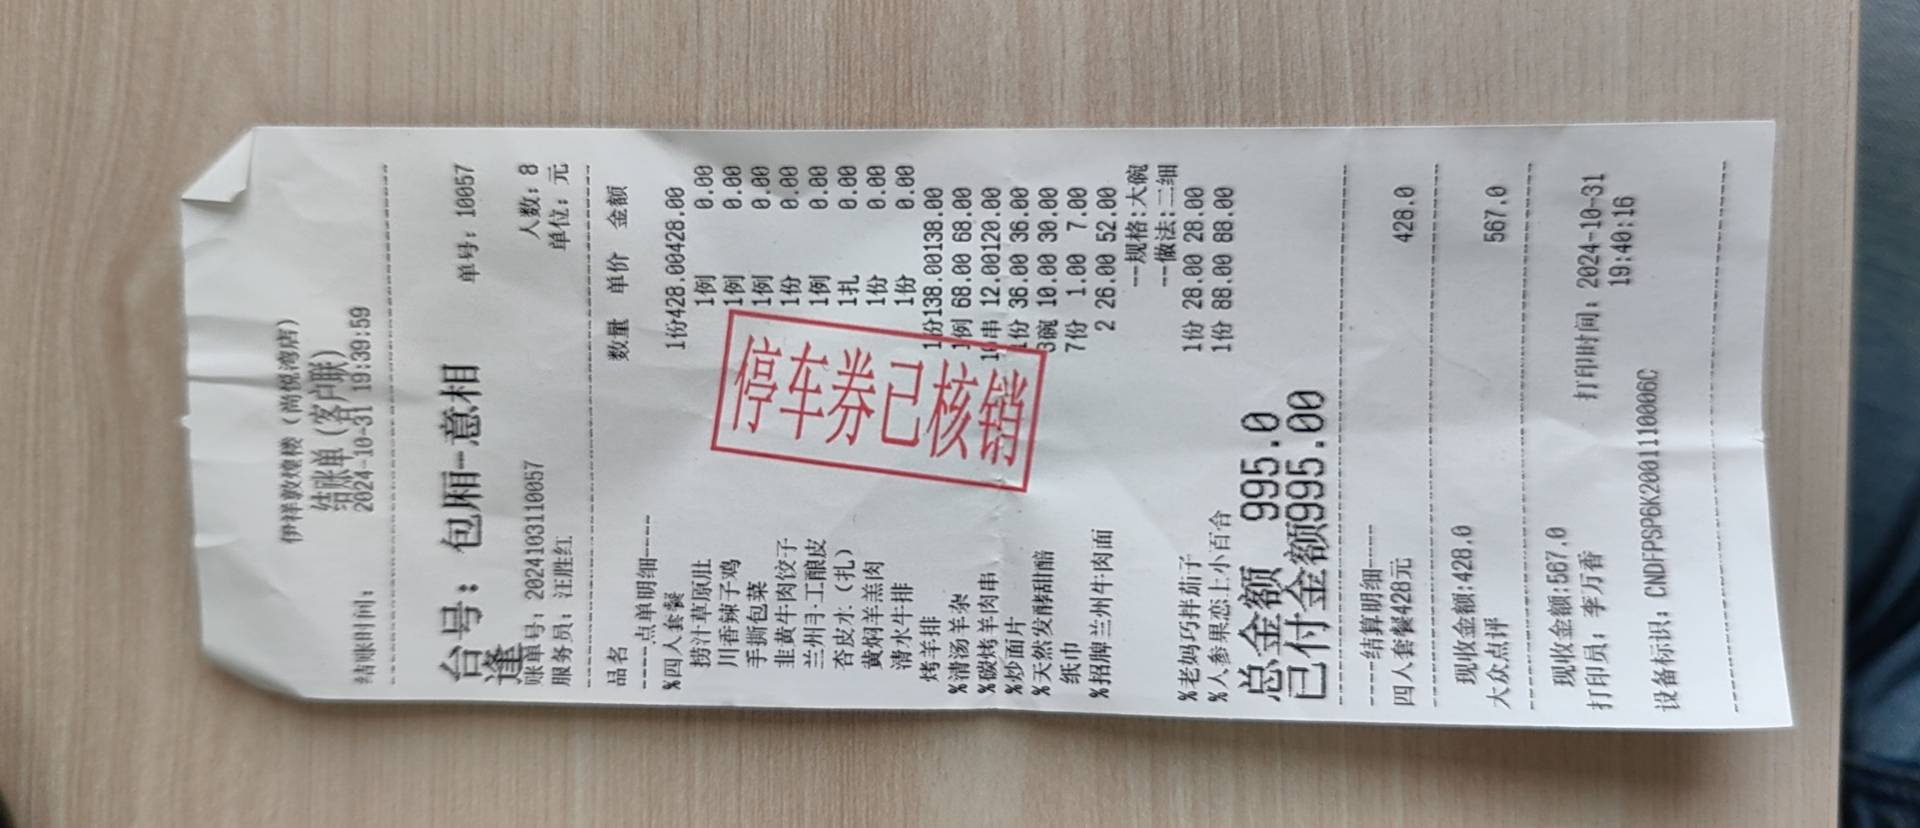 伊祥敦煌楼（尚悦湾店）
结账单(客户联)
结账时间： 2024-10-31 19:39:59
台号：包厢-意相逢 单号：10057
账单号：2024103110057 人数：8
服务员：汪胜红 单位：元
品名 数量 单价 金额
----点单明细----
%四人套餐 1份428.00428.00
捞汁草原肚 1例 0.00
川香辣子鸡 1例 0.00
手撕包菜 1例 0.00
韭黄牛肉饺子 1份 0.00
兰州手工酿皮 1例 0.00
杏皮水（扎） 1扎 0.00
黄焖羊羔肉 1份 0.00
清水牛排 1份 0.00
烤羊排 1份138.00138.00
%清汤羊杂 1例 68.00 68.00
%碳烤羊肉串 10串 12.00120.00
%炒面片 1份 36.00 36.00
%天然发酵甜醅 3碗 10.00 30.00
纸巾 7份 1.00 7.00
%招牌兰州牛肉面 2 26.00 52.00
--规格:大碗
--做法:二细
%老妈巧拌茄子 1份 28.00 28.00
%人参果恋上小百合 1份 88.00 88.00
总金额 995.0
已付金额995.00
----结算明细----
四人套餐428元 428.0
现收金额:428.0
大众点评 567.0
现收金额:567.0
打印员：李万香 打印时间：2024-10-31 19:40:16
设备标识：CNDFPSP6K2001110006C
停车券已核销